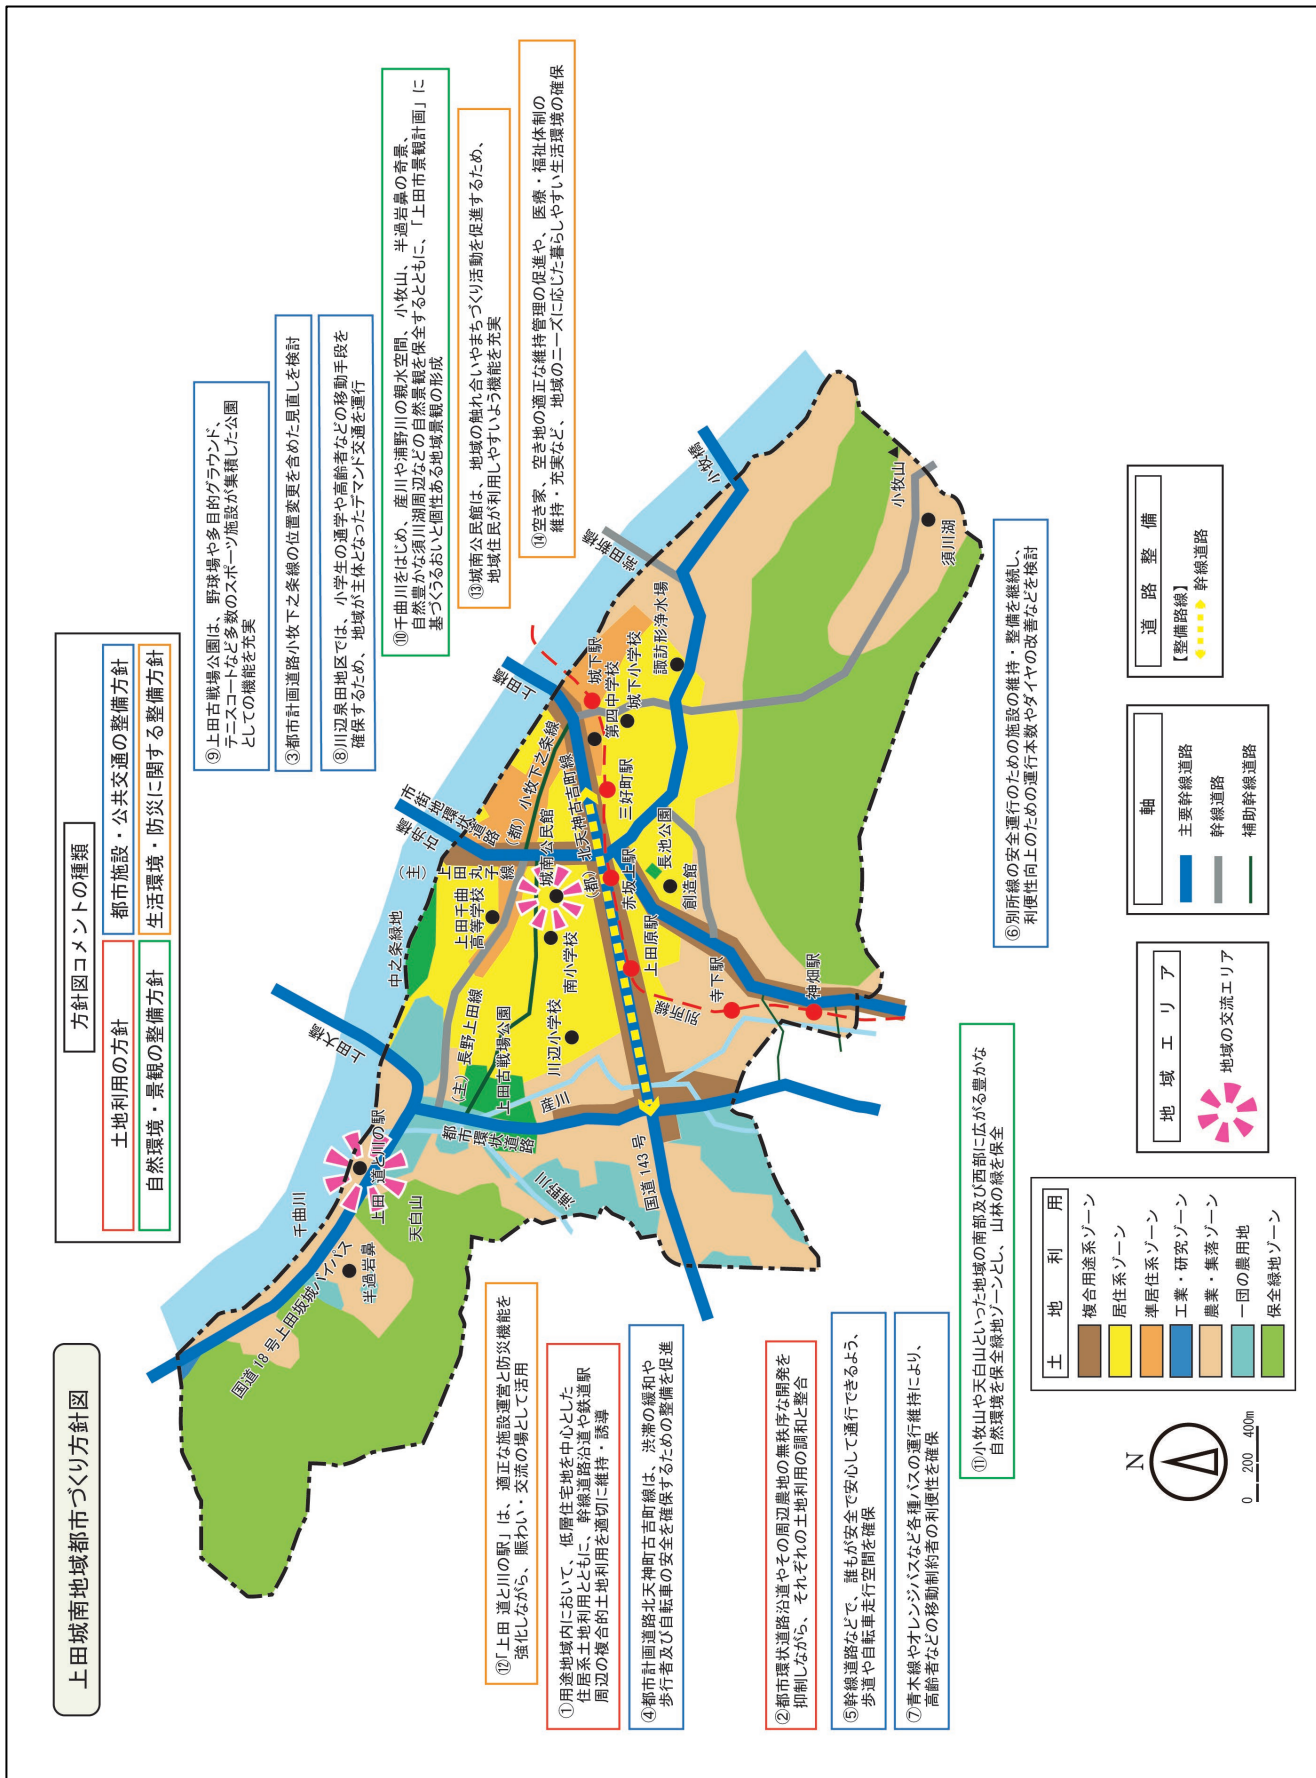 上田城南地域都市づくり方針図
方針図コメントの種類
土地利用の方針
都市施設・公共交通の整備方針
自然環境・景観の整備方針
生活環境・防災に関する整備方針
⑨上田古戦場公園は、野球場や多目的グラウンド、
テニスコートなど多数のスポーツ施設が集積した公園
としての機能を充実
③都市計画道路小牧下之条線の位置変更を含めた見直しを検討
⑧川辺泉田地区では、小学生の通学や高齢者などの移動手段を
確保するため、地域が主体となったデマンド交通を運行
⑩千曲川をはじめ、産川や浦野川の親水空間、小牧山、半過岩鼻の奇景、
自然豊かな須川湖周辺などの自然景観を保全するとともに、「上田市景観計画」に
基づくうるおいと個性ある地域景観の形成
⑬城南公民館は、地域の触れ合いやまちづくり活動を促進するため、
地域住民が利用しやすいよう機能を充実
⑭空き家、空き地の適正な維持管理の促進や、医療・福祉体制の
維持・充実など、地域のニーズに応じた暮らしやすい生活環境の確保
⑫「上田 道と川の駅」は、適正な施設運営と防災機能を
強化しながら、賑わい・交流の場として活用
①用途地域内において、低層住宅地を中心とした
住居系土地利用とともに、幹線道路沿道や鉄道駅
周辺の複合的土地利用を適切に維持・誘導
④都市計画道路北天神町古吉町線は、渋滞の緩和や
歩行者及び自転車の安全を確保するための整備を促進
②都市環状道路沿道やその周辺農地の無秩序な開発を
抑制しながら、それぞれの土地利用の調和と整合
⑤幹線道路などで、誰もが安全で安心して通行できるよう、
歩道や自転車走行空間を確保
⑦青木線やオレンジバスなど各種バスの運行維持により、
高齢者などの移動制約者の利便性を確保
⑪小牧山や天白山といった地域の南部及び西部に広がる豊かな
自然環境を保全緑地ゾーンとし、山林の緑を保全
⑥別所線の安全運行のための施設の維持・整備を継続し、
利便性向上のための運行本数やダイヤの改善などを検討
国道18号上田坂城バイパス
半過岩鼻
千曲川
上田 道と川の駅
天白山
上田大橋
都市環状道路
浦野川
産川
国道143号
(主)長野上田線
上田古戦場公園
川辺小学校
中之条緑地
上田千曲
高等学校
南小学校
城南公民館
(主)上田丸子線
古舟橋
市街地環状道路
(都)小牧下之条線
(都)北天神古吉町線
上田橋
城下駅
第四中学校
城下小学校
三好町駅
諏訪形浄水場
赤坂上駅
長池公園
創造館
上田原駅
別所線
寺下駅
神畑駅
常田新橋
小牧橋
小牧山
須川湖
N
0 200 400m
土地利用
複合用途系ゾーン
居住系ゾーン
準居住系ゾーン
工業・研究ゾーン
農業・集落ゾーン
一団の農用地
保全緑地ゾーン
地域エリア
地域の交流エリア
軸
主要幹線道路
幹線道路
補助幹線道路
道路整備
【整備路線】
幹線道路